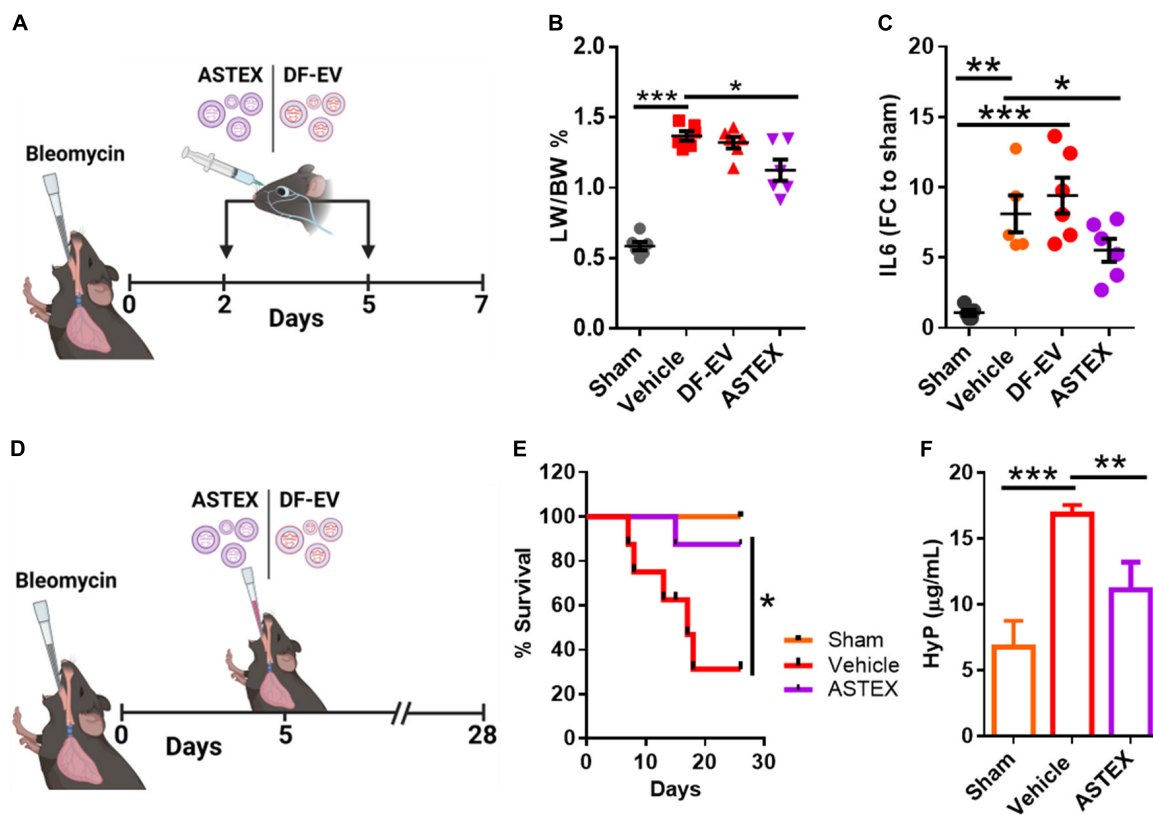 A
ASTEX DF-EV
Bleomycin
0 2 5 7
Days
B
2.0
1.5
1.0
0.5
0.0
LW/BW %
*** *
Sham Vehicle DF-EV ASTEX
C
20
15
10
5
0
IL6 (FC to sham)
** *
***
Sham Vehicle DF-EV ASTEX
D
ASTEX DF-EV
Bleomycin
0 5 28
Days
E
120
100
80
60
40
20
0
% Survival
0 10 20 30
Days
*
Sham
Vehicle
ASTEX
F
20
15
10
5
0
HyP (µg/mL)
*** **
Sham Vehicle ASTEX